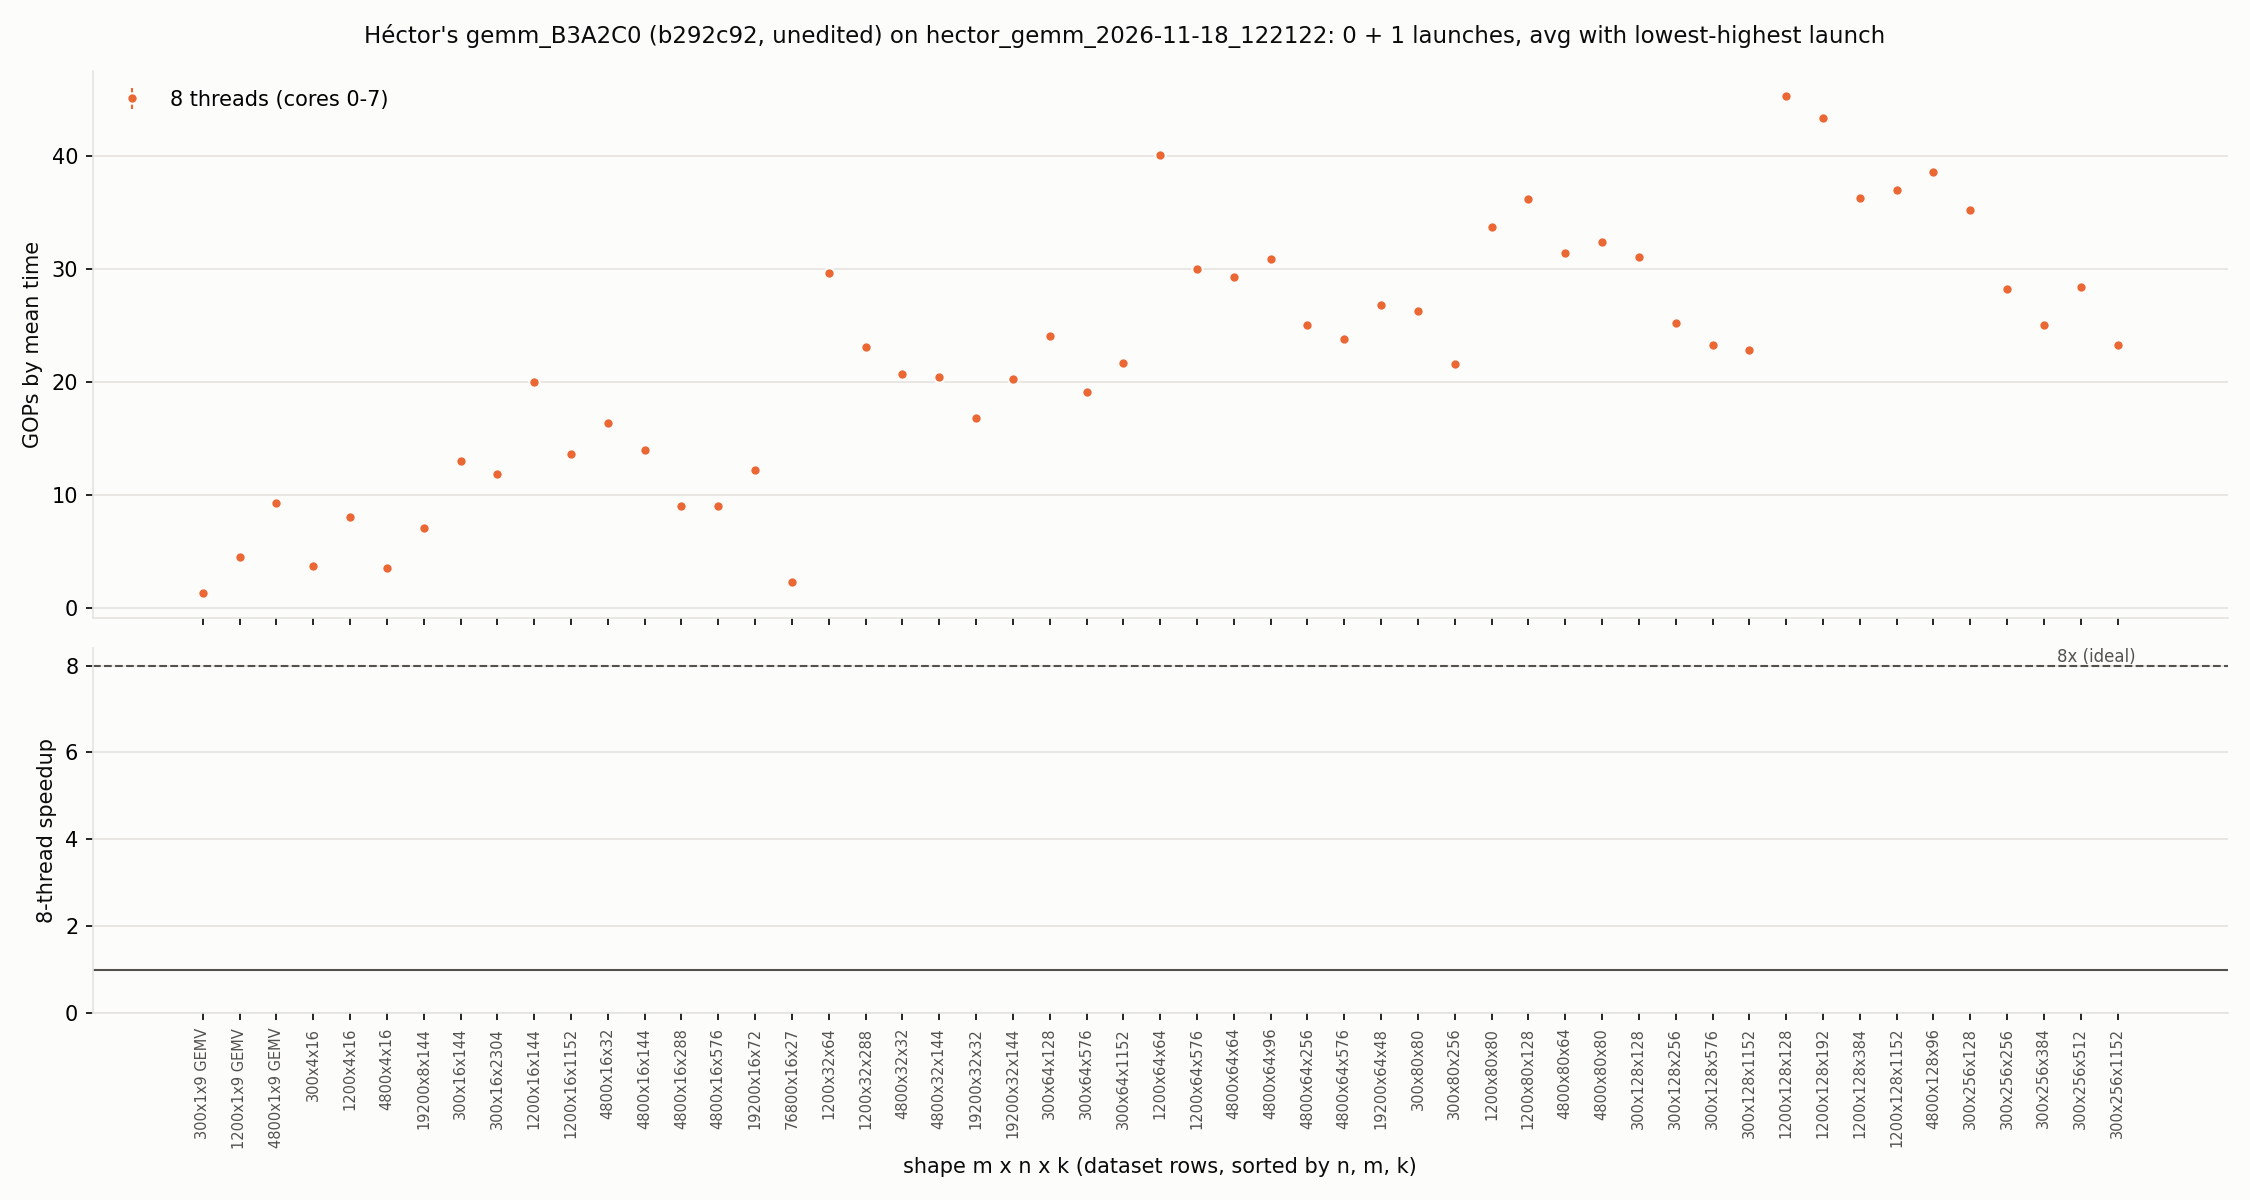 Héctor's gemm_B3A2C0 (b292c92, unedited) on hector_gemm_2026-11-18_122122: 0 + 1 launches, avg with lowest-highest launch
8 threads (cores 0-7)
GOPs by mean time
40
30
20
10
0
8x (ideal)
8-thread speedup
8
6
4
2
0
300x1x9 GEMV
1200x1x9 GEMV
4800x1x9 GEMV
300x4x16
1200x4x16
4800x4x16
19200x8x144
300x16x144
300x16x2304
1200x16x144
1200x16x1152
4800x16x32
4800x16x144
4800x16x288
4800x16x576
19200x16x72
76800x16x27
1200x32x64
1200x32x288
4800x32x32
4800x32x144
19200x32x32
19200x32x144
300x64x128
300x64x576
300x64x1152
1200x64x64
1200x64x576
4800x64x64
4800x64x96
4800x64x256
4800x64x576
19200x64x48
300x80x80
300x80x256
1200x80x80
1200x80x128
4800x80x64
4800x80x80
300x128x128
300x128x256
300x128x576
300x128x1152
1200x128x128
1200x128x192
1200x128x384
1200x128x1152
4800x128x96
300x256x128
300x256x256
300x256x384
300x256x512
300x256x1152
shape m x n x k (dataset rows, sorted by n, m, k)